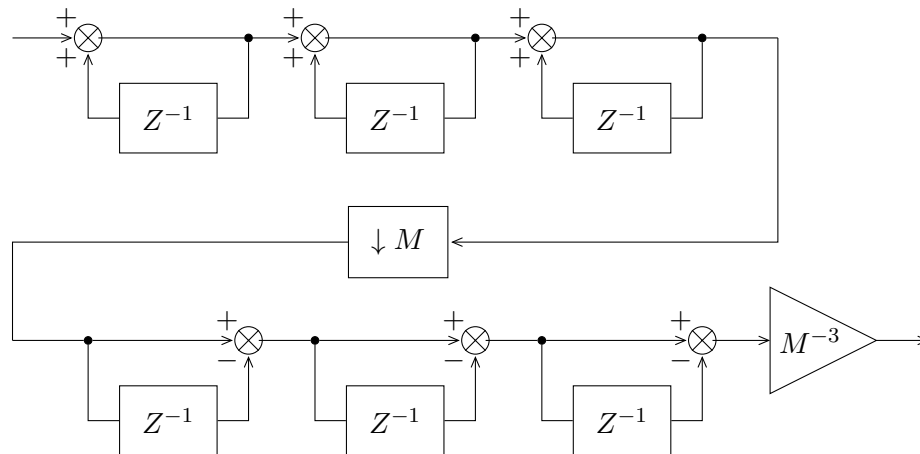 + + +
+ + +
Z⁻¹ Z⁻¹ Z⁻¹
↓ M
+ + +
− − −
M⁻³
Z⁻¹ Z⁻¹ Z⁻¹